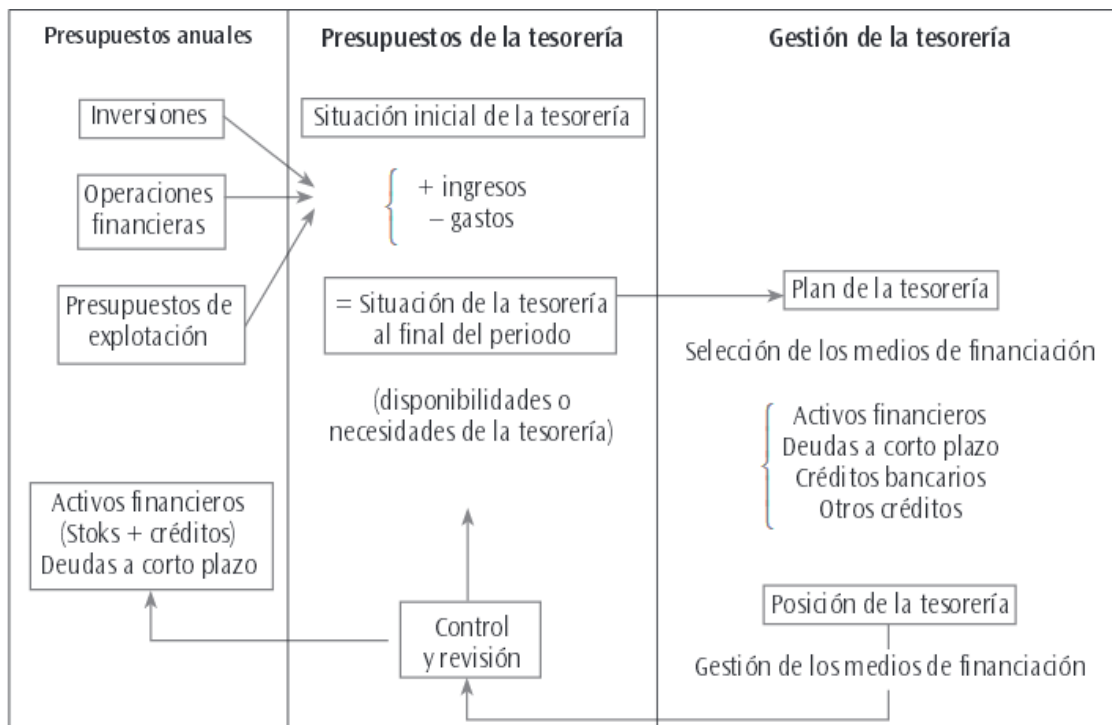 Presupuestos anuales
Inversiones
Operaciones
financieras
Presupuestos de
explotación
Activos financieros
(Stoks + créditos)
Deudas a corto plazo
Presupuestos de la tesorería
Situación inicial de la tesorería
+ ingresos
– gastos
= Situación de la tesorería
al final del periodo
(disponibilidades o
necesidades de la tesorería)
Control
y revisión
Gestión de la tesorería
Plan de la tesorería
Selección de los medios de financiación
Activos financieros
Deudas a corto plazo
Créditos bancarios
Otros créditos
Posición de la tesorería
Gestión de los medios de financiación